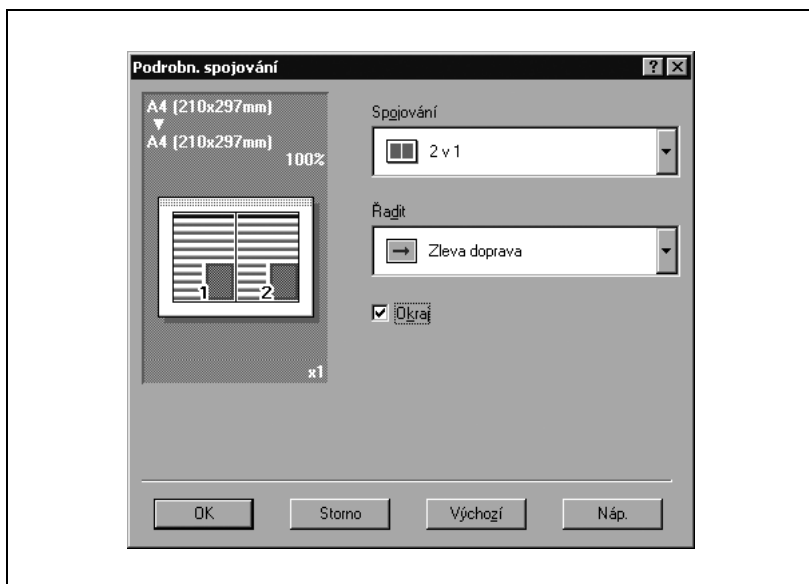 Podrobn. spojování
A4 (210x297mm)
A4 (210x297mm)
100%
1 2
x1
Spojování
2 v 1
Řadit
Zleva doprava
Okraj
OK Storno Výchozí Náp.